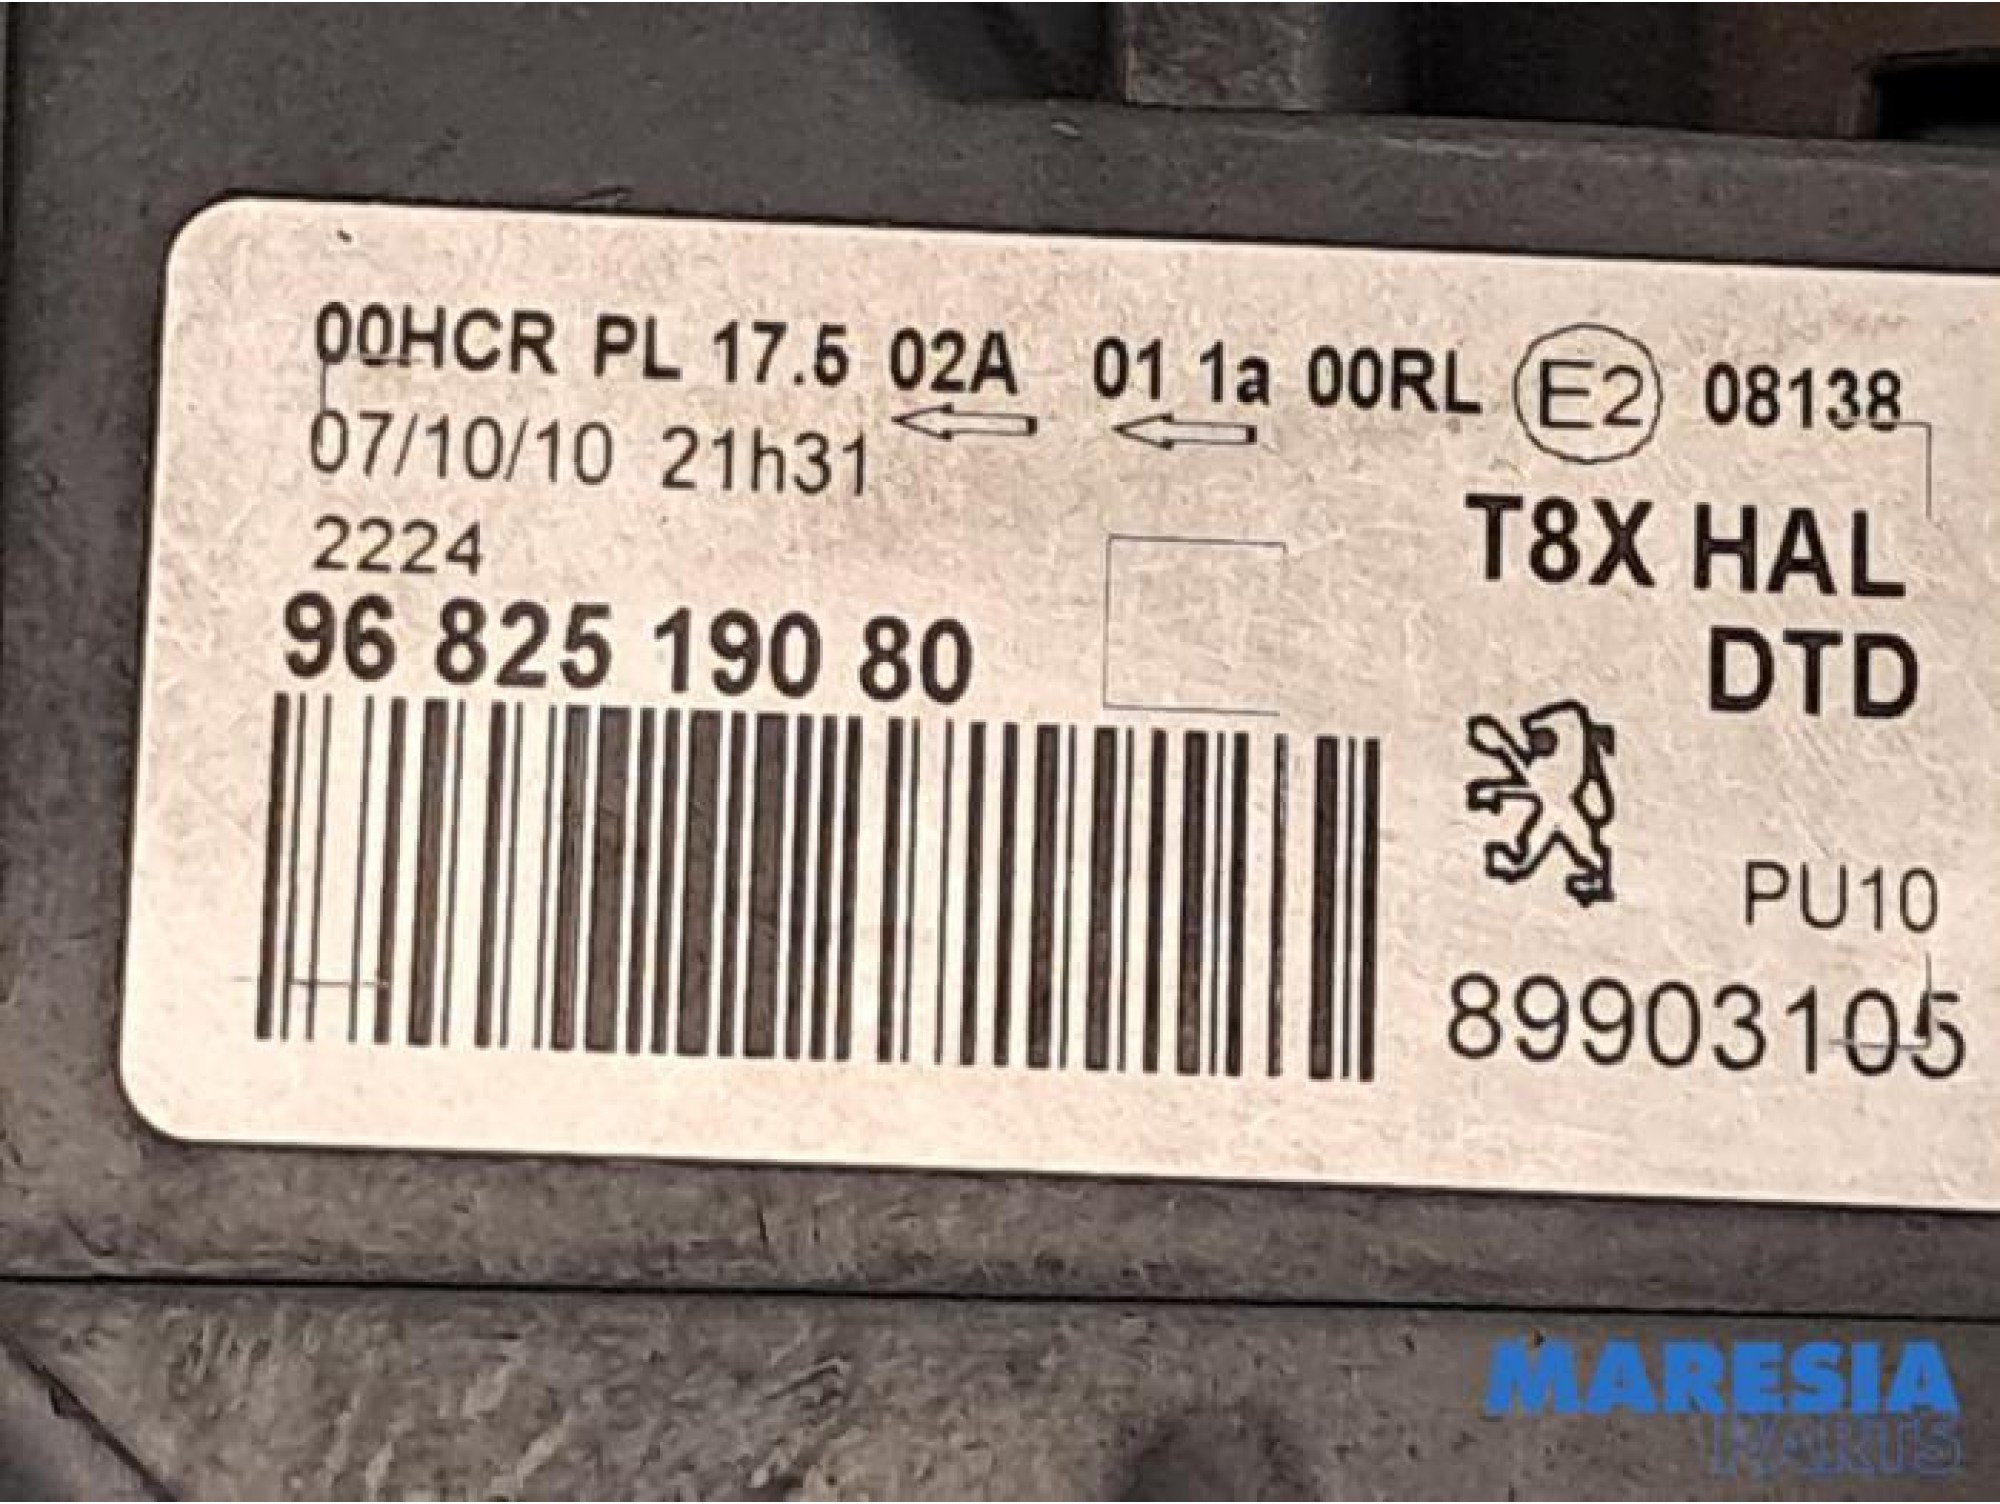 00HCR PL 17.5 02A 01 1a 00RL E2 08138
07/10/10 21h31
2224
T8X HAL
DTD
96 825 190 80
PU10
89903105
MARESIA
PARTS